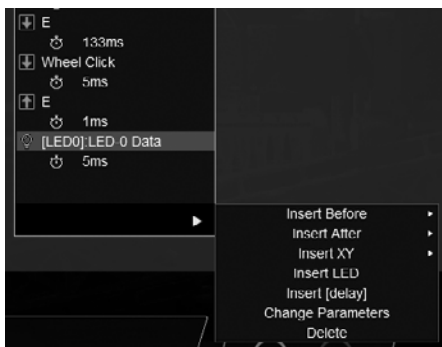 E
133ms
Wheel Click
5ms
E
1ms
[LED0]:LED 0 Data
5ms
Insert Before
Insert After
Insert XY
Insert LED
Insert [delay]
Change Parameters
Delete